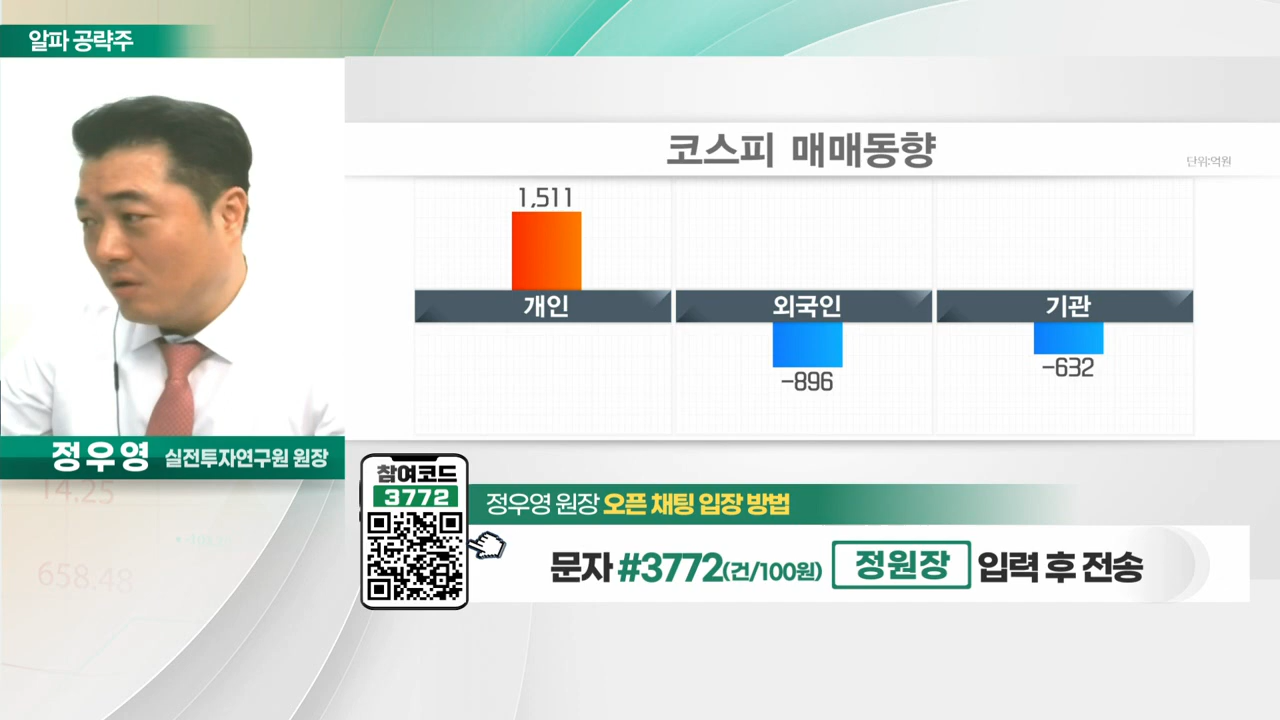 알파 공략주
코스피 매매동향
단위:억원
1,511
개인
외국인
기관
-896
-632
정우영 실전투자연구원 원장
14.25
658.48
참여코드
3772
정우영 원장 오픈 채팅 입장 방법
문자 #3772(건/100원) 정원장 입력 후 전송